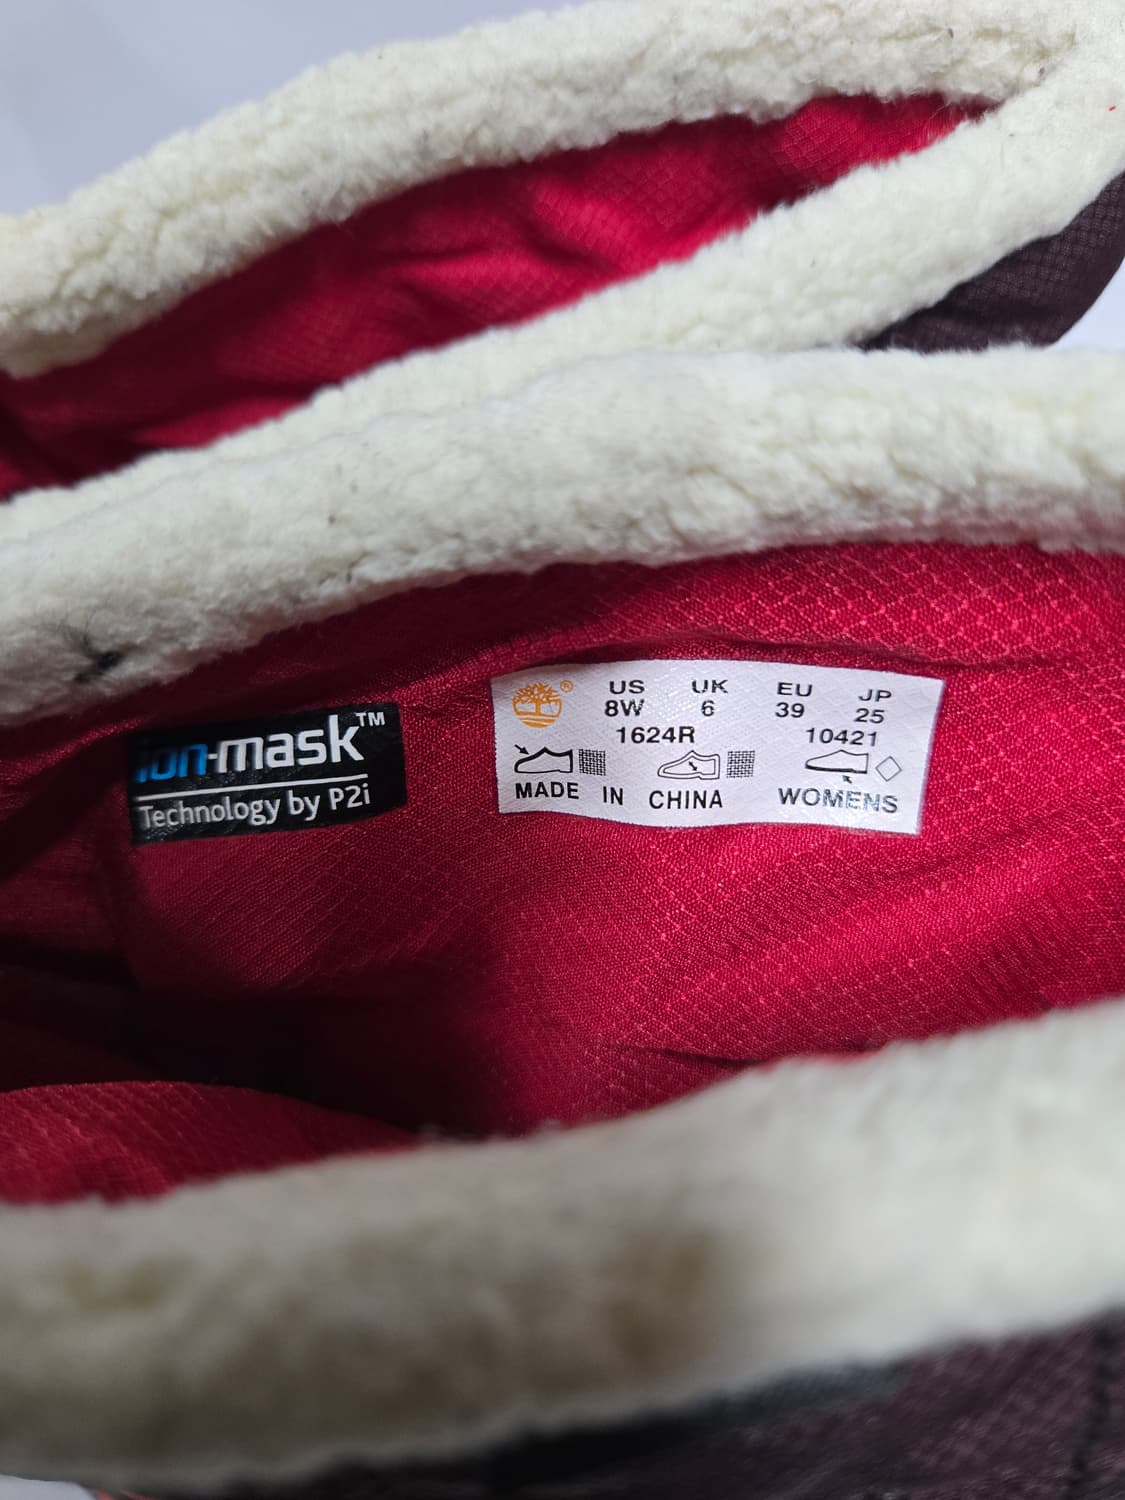 ion-mask™
Technology by P2i
®
US UK EU JP
8W 6 39 25
1624R 10421
MADE IN CHINA WOMENS